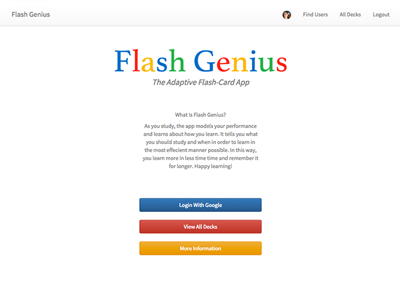 Flash Genius
Find Users
All Decks
Logout
Flash Genius
The Adaptive Flash-Card App
What Is Flash Genius?
As you study, the app models your performance
and learns about how you learn. It tells you what
you should study and when in order to learn in
the most effecient manner possible. In this way,
you learn more in less time time and remember it
for longer. Happy learning!
Login With Google
View All Decks
More Information